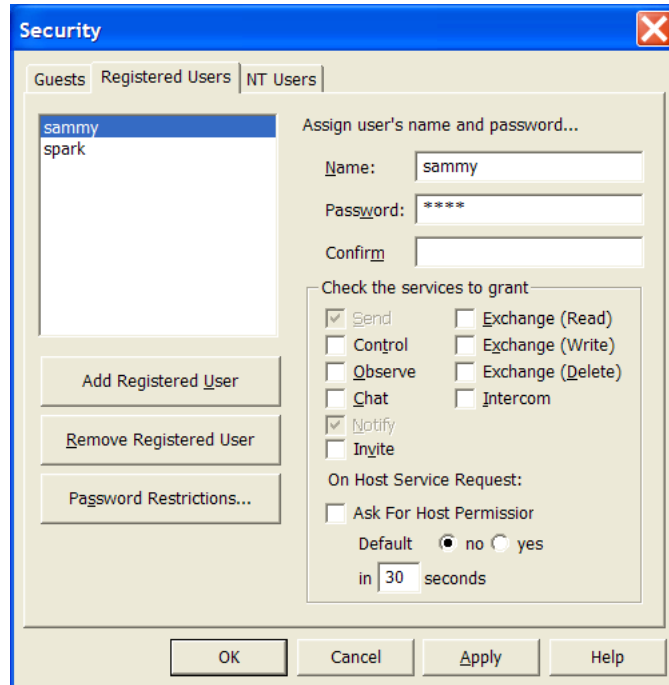 Security
Guests Registered Users NT Users
sammy
spark
Assign user's name and password...
Name: sammy
Password: ****
Confirm
Check the services to grant
Send Exchange (Read)
Control Exchange (Write)
Observe Exchange (Delete)
Chat Intercom
Notify
Invite
Add Registered User
Remove Registered User
Password Restrictions...
On Host Service Request:
Ask For Host Permission
Default no yes
in 30 seconds
OK Cancel Apply Help